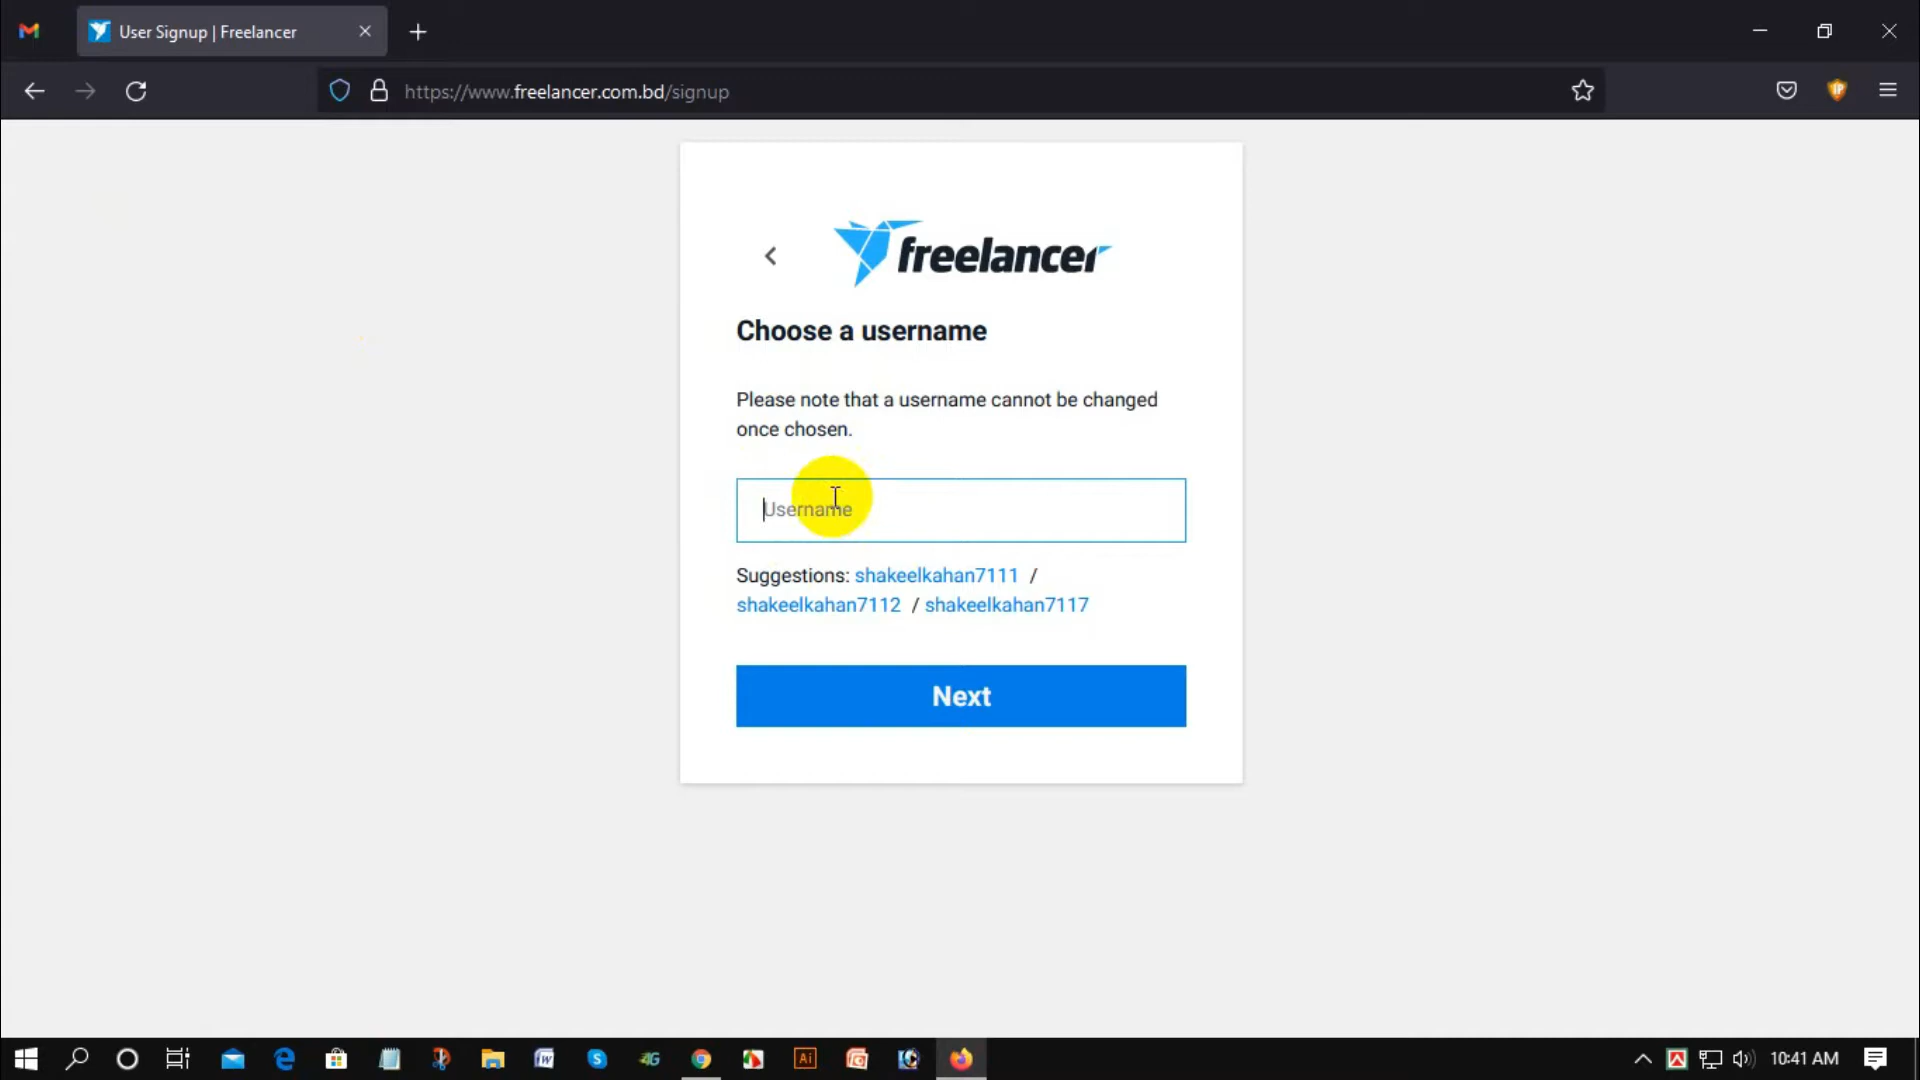 User Signup | Freelancer
https://www.freelancer.com.bd/signup
freelancer
Choose a username
Please note that a username cannot be changed
once chosen.
Username
Suggestions: shakeelkahan7111 /
shakeelkahan7112 / shakeelkahan7117
Next
10:41 AM